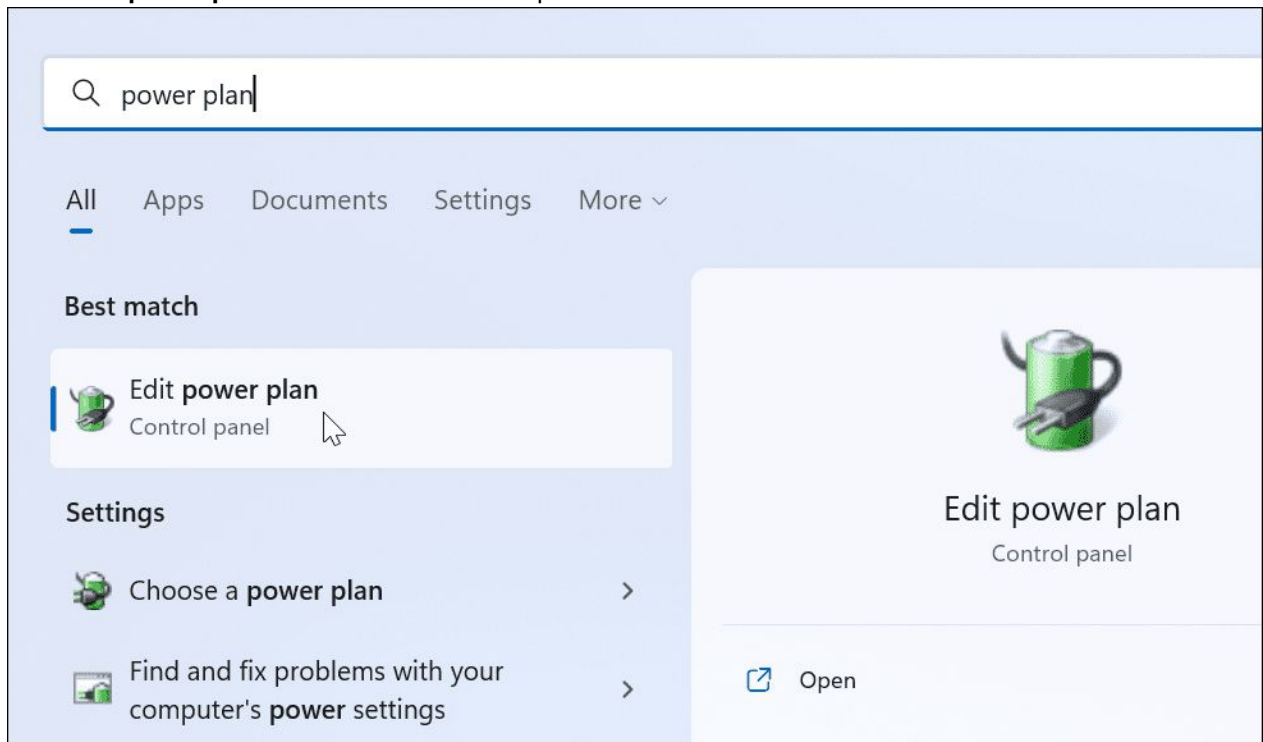 power plan
All Apps Documents Settings More
Best match
Edit power plan
Control panel
Settings
Choose a power plan
Find and fix problems with your
computer's power settings
Edit power plan
Control panel
Open